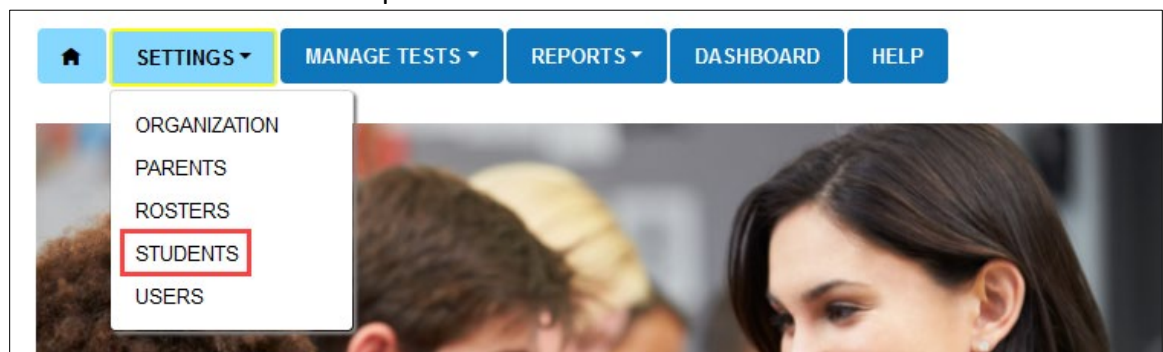 SETTINGS MANAGE TESTS REPORTS DASHBOARD HELP
ORGANIZATION
PARENTS
ROSTERS
STUDENTS
USERS